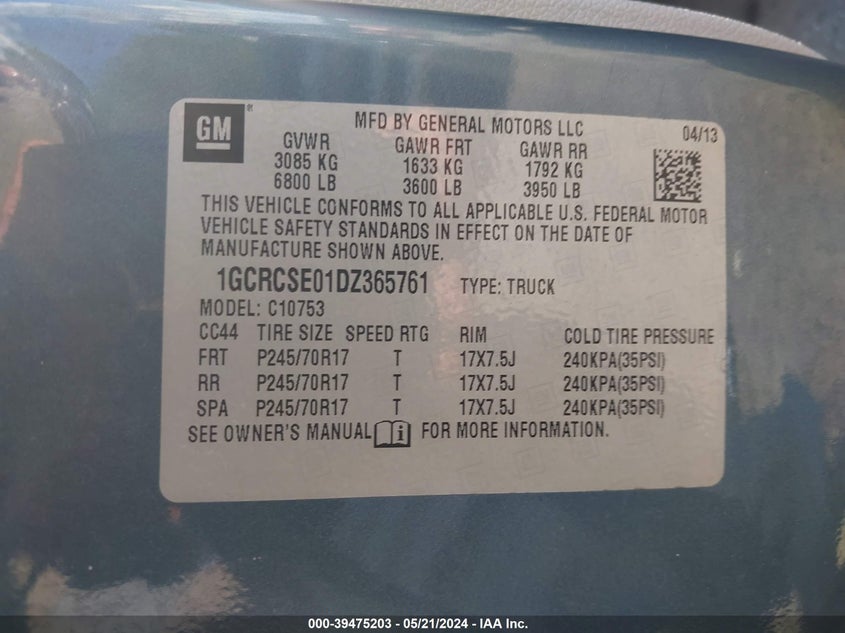 GM ®
MFD BY GENERAL MOTORS LLC 04/13
GVWR GAWR FRT GAWR RR
3085 KG 1633 KG 1792 KG
6800 LB 3600 LB 3950 LB
THIS VEHICLE CONFORMS TO ALL APPLICABLE U.S. FEDERAL MOTOR
VEHICLE SAFETY STANDARDS IN EFFECT ON THE DATE OF
MANUFACTURE SHOWN ABOVE.
1GCRCSE01DZ365761 TYPE: TRUCK
MODEL: C10753
CC44 TIRE SIZE SPEED RTG RIM COLD TIRE PRESSURE
FRT P245/70R17 T 17X7.5J 240KPA(35PSI)
RR P245/70R17 T 17X7.5J 240KPA(35PSI)
SPA P245/70R17 T 17X7.5J 240KPA(35PSI)
SEE OWNER'S MANUAL i FOR MORE INFORMATION.
000-39475203 - 05/21/2024 - IAA Inc.